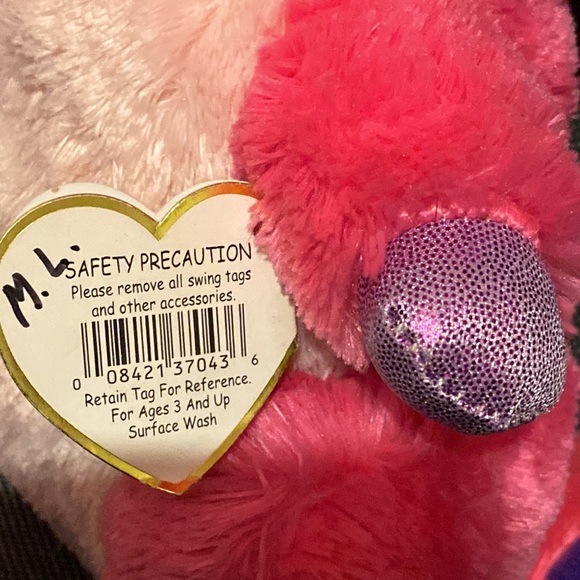 M.L.
SAFETY PRECAUTION
Please remove all swing tags
and other accessories.
0 08421 37043 6
Retain Tag For Reference.
For Ages 3 And Up
Surface Wash